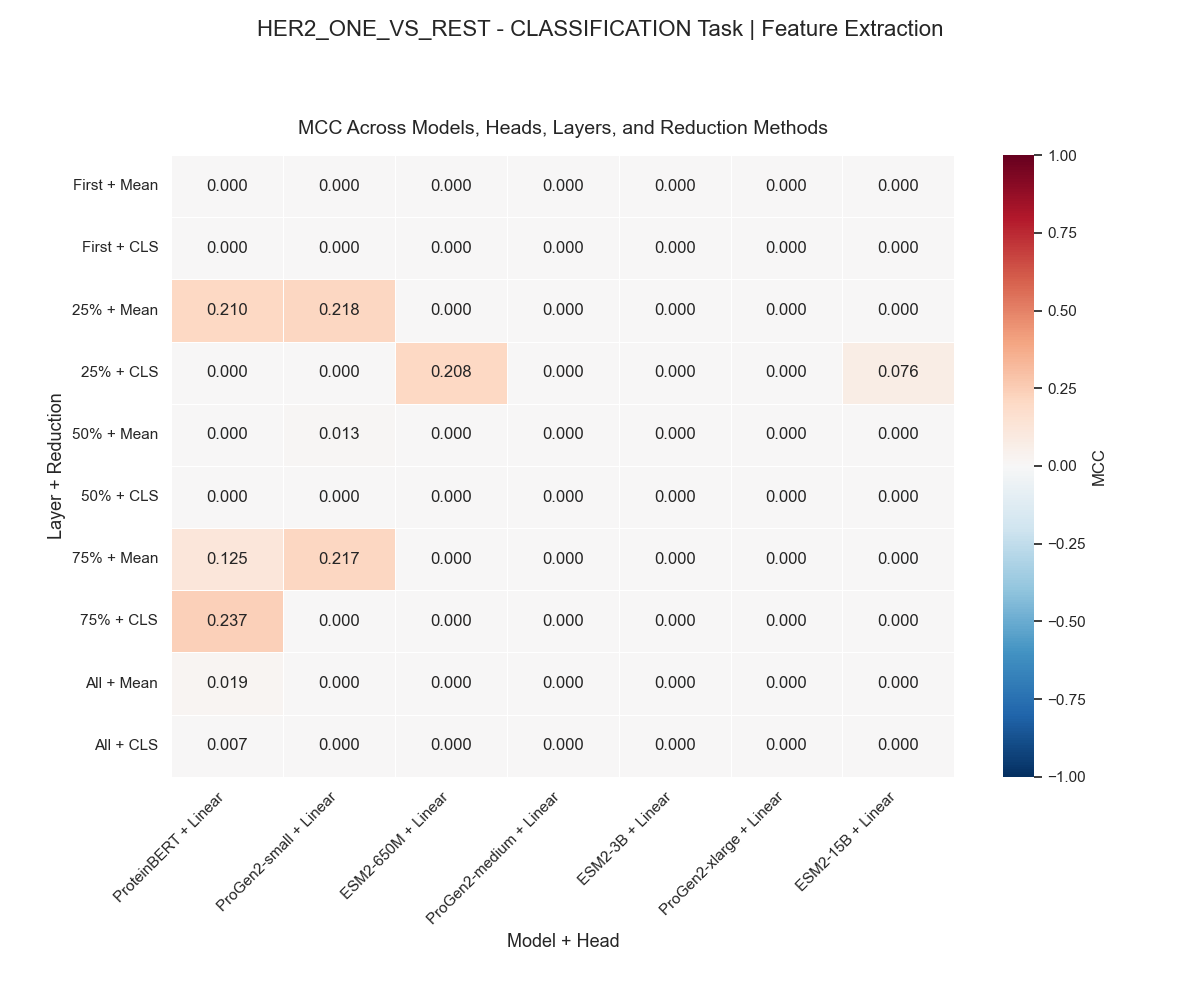 HER2_ONE_VS_REST - CLASSIFICATION Task | Feature Extraction
MCC Across Models, Heads, Layers, and Reduction Methods
Layer + Reduction
First + Mean 0.000 0.000 0.000 0.000 0.000 0.000 0.000
First + CLS 0.000 0.000 0.000 0.000 0.000 0.000 0.000
25% + Mean 0.210 0.218 0.000 0.000 0.000 0.000 0.000
25% + CLS 0.000 0.000 0.208 0.000 0.000 0.000 0.076
50% + Mean 0.000 0.013 0.000 0.000 0.000 0.000 0.000
50% + CLS 0.000 0.000 0.000 0.000 0.000 0.000 0.000
75% + Mean 0.125 0.217 0.000 0.000 0.000 0.000 0.000
75% + CLS 0.237 0.000 0.000 0.000 0.000 0.000 0.000
All + Mean 0.019 0.000 0.000 0.000 0.000 0.000 0.000
All + CLS 0.007 0.000 0.000 0.000 0.000 0.000 0.000
ProteinBERT + Linear
ProGen2-small + Linear
ESM2-650M + Linear
ProGen2-medium + Linear
ESM2-3B + Linear
ProGen2-xlarge + Linear
ESM2-15B + Linear
Model + Head
1.00
0.75
0.50
0.25
0.00
−0.25
−0.50
−0.75
−1.00
MCC